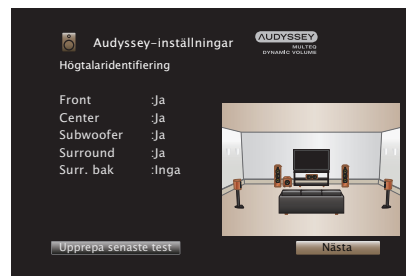 Audyssey-inställningar
AUDYSSEY
MULTEQ
DYNAMIC VOLUME
Högtalaridentifiering
Front :Ja
Center :Ja
Subwoofer :Ja
Surround :Ja
Surr. bak :Inga
Upprepa senaste test
Nästa